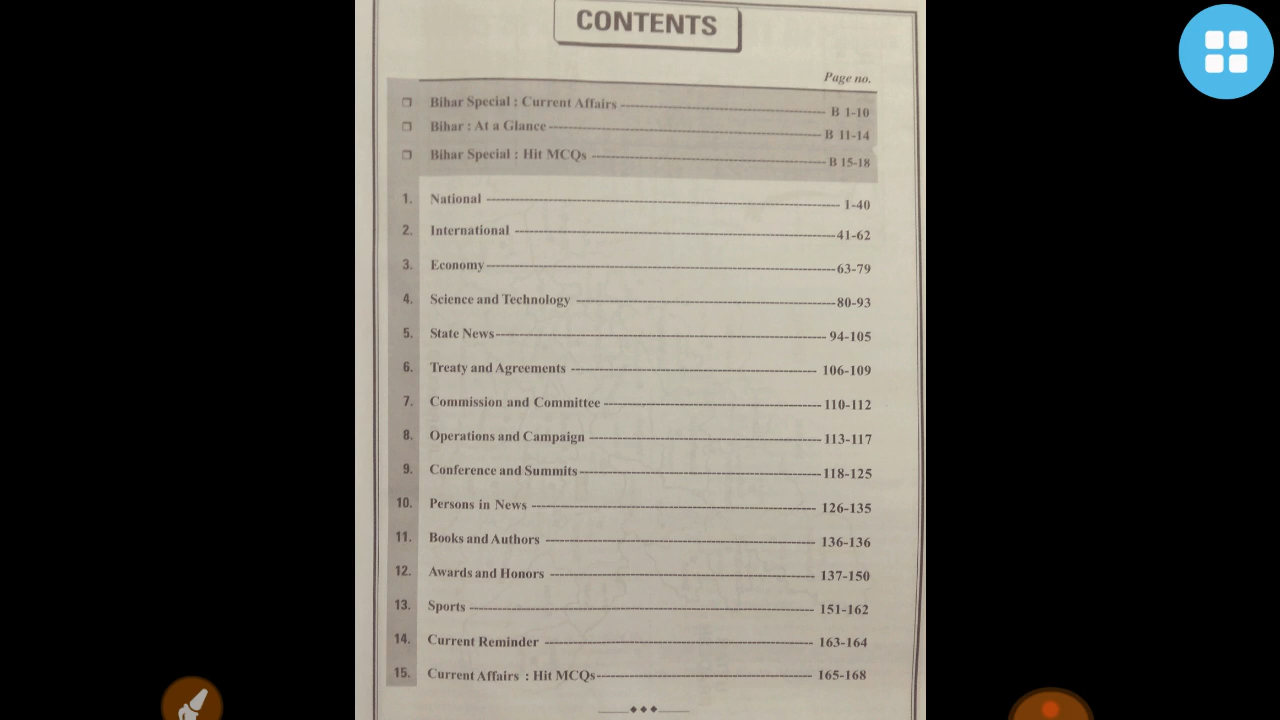 CONTENTS
Page no.
❐ Bihar Special : Current Affairs B 1-10
❐ Bihar : At a Glance B 11-14
❐ Bihar Special : Hit MCQs B 15-18
1. National 1-40
2. International 41-62
3. Economy 63-79
4. Science and Technology 80-93
5. State News 94-105
6. Treaty and Agreements 106-109
7. Commission and Committee 110-112
8. Operations and Campaign 113-117
9. Conference and Summits 118-125
10. Persons in News 126-135
11. Books and Authors 136-136
12. Awards and Honors 137-150
13. Sports 151-162
14. Current Reminder 163-164
15. Current Affairs : Hit MCQs 165-168